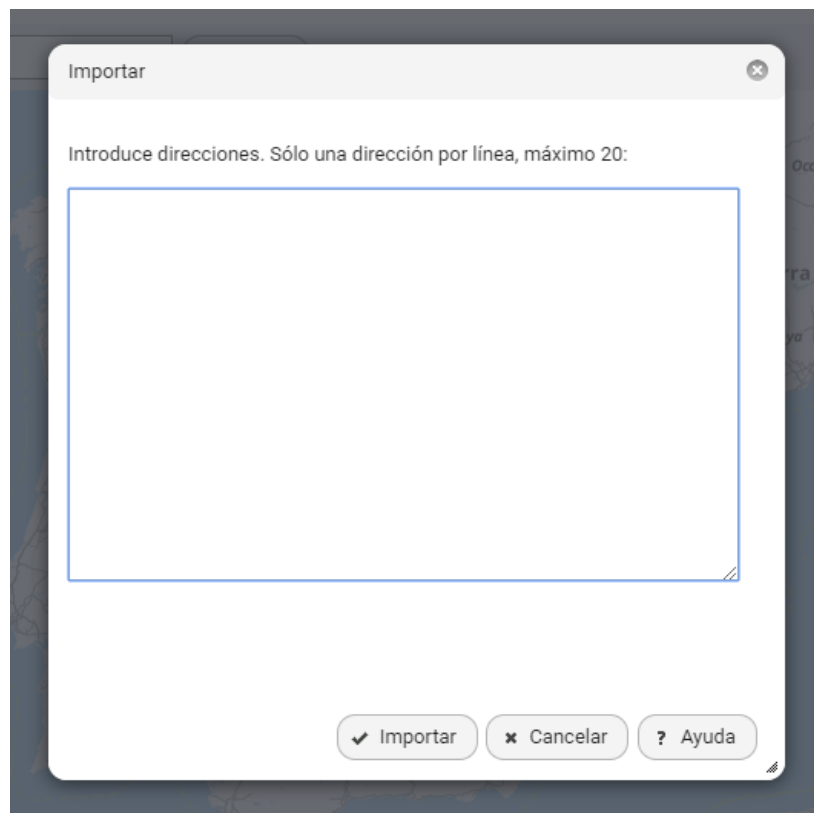 Importar
Introduce direcciones. Sólo una dirección por línea, máximo 20:
Importar
Cancelar
? Ayuda